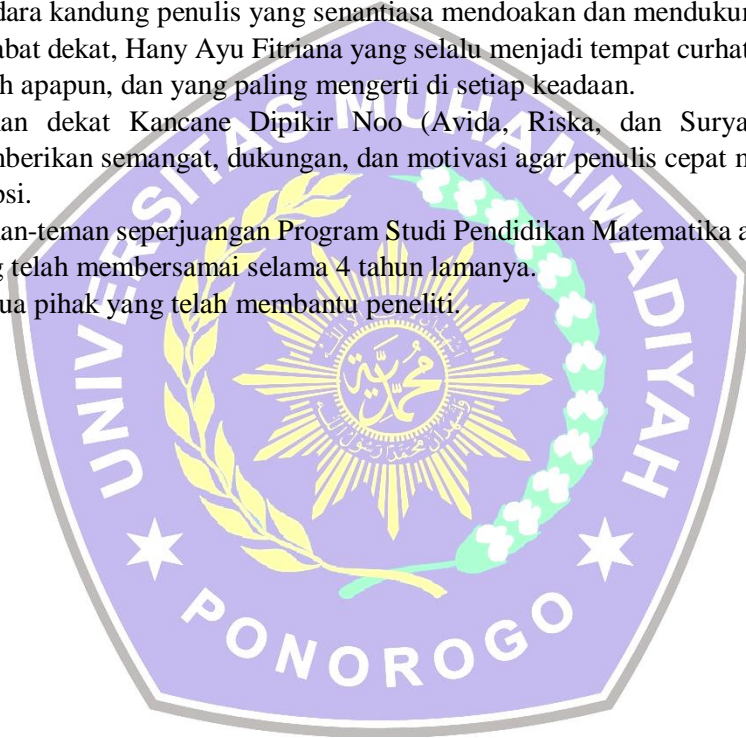 dara kandung penulis yang senantiasa mendoakan dan mendukun
abat dekat, Hany Ayu Fitriana yang selalu menjadi tempat curhat
h apapun, dan yang paling mengerti di setiap keadaan.
an dekat Kancane Dipikir Noo (Avida, Riska, dan Surya
nberikan semangat, dukungan, dan motivasi agar penulis cepat m
psi.
an-teman seperjuangan Program Studi Pendidikan Matematika a
g telah membersamai selama 4 tahun lamanya.
ua pihak yang telah membantu peneliti.
UNIVERSITAS MUHAMMADIYAH
محمدية
PONOROGO